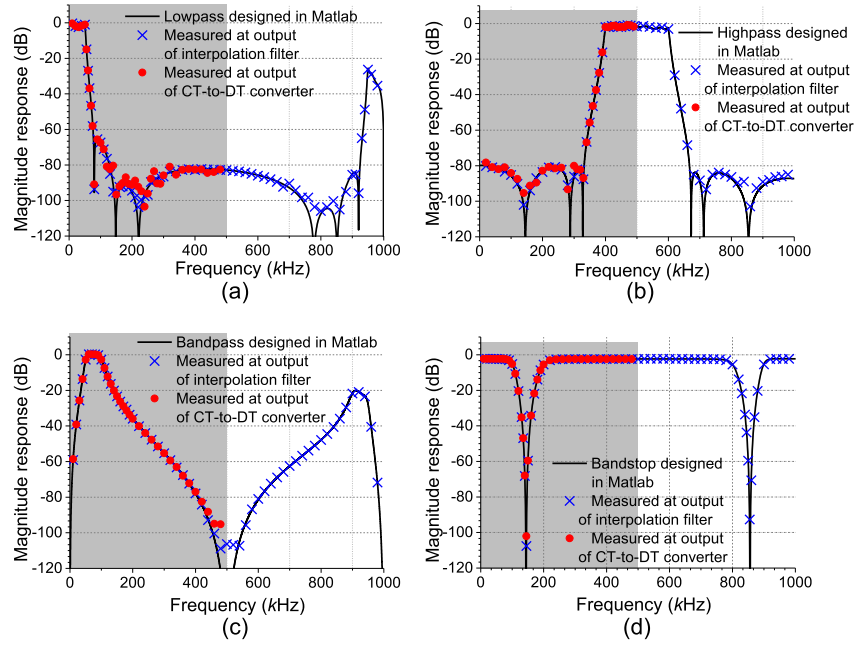 Lowpass designed in Matlab
Measured at output
of interpolation filter
Measured at output
of CT-to-DT converter
0
-20
-40
-60
-80
-100
-120
Magnitude response (dB)
0 200 400 600 800 1000
Frequency (kHz)
(a)
Highpass designed
in Matlab
Measured at output
of interpolation filter
Measured at output
of CT-to-DT converter
0
-20
-40
-60
-80
-100
-120
Magnitude response (dB)
0 200 400 600 800 1000
Frequency (kHz)
(b)
Bandpass designed in Matlab
Measured at output
of interpolation filter
Measured at output
of CT-to-DT converter
0
-20
-40
-60
-80
-100
-120
Magnitude response (dB)
0 200 400 600 800 1000
Frequency (kHz)
(c)
Bandstop designed
in Matlab
Measured at output
of interpolation filter
Measured at output
of CT-to-DT converter
0
-20
-40
-60
-80
-100
-120
Magnitude response (dB)
0 200 400 600 800 1000
Frequency (kHz)
(d)